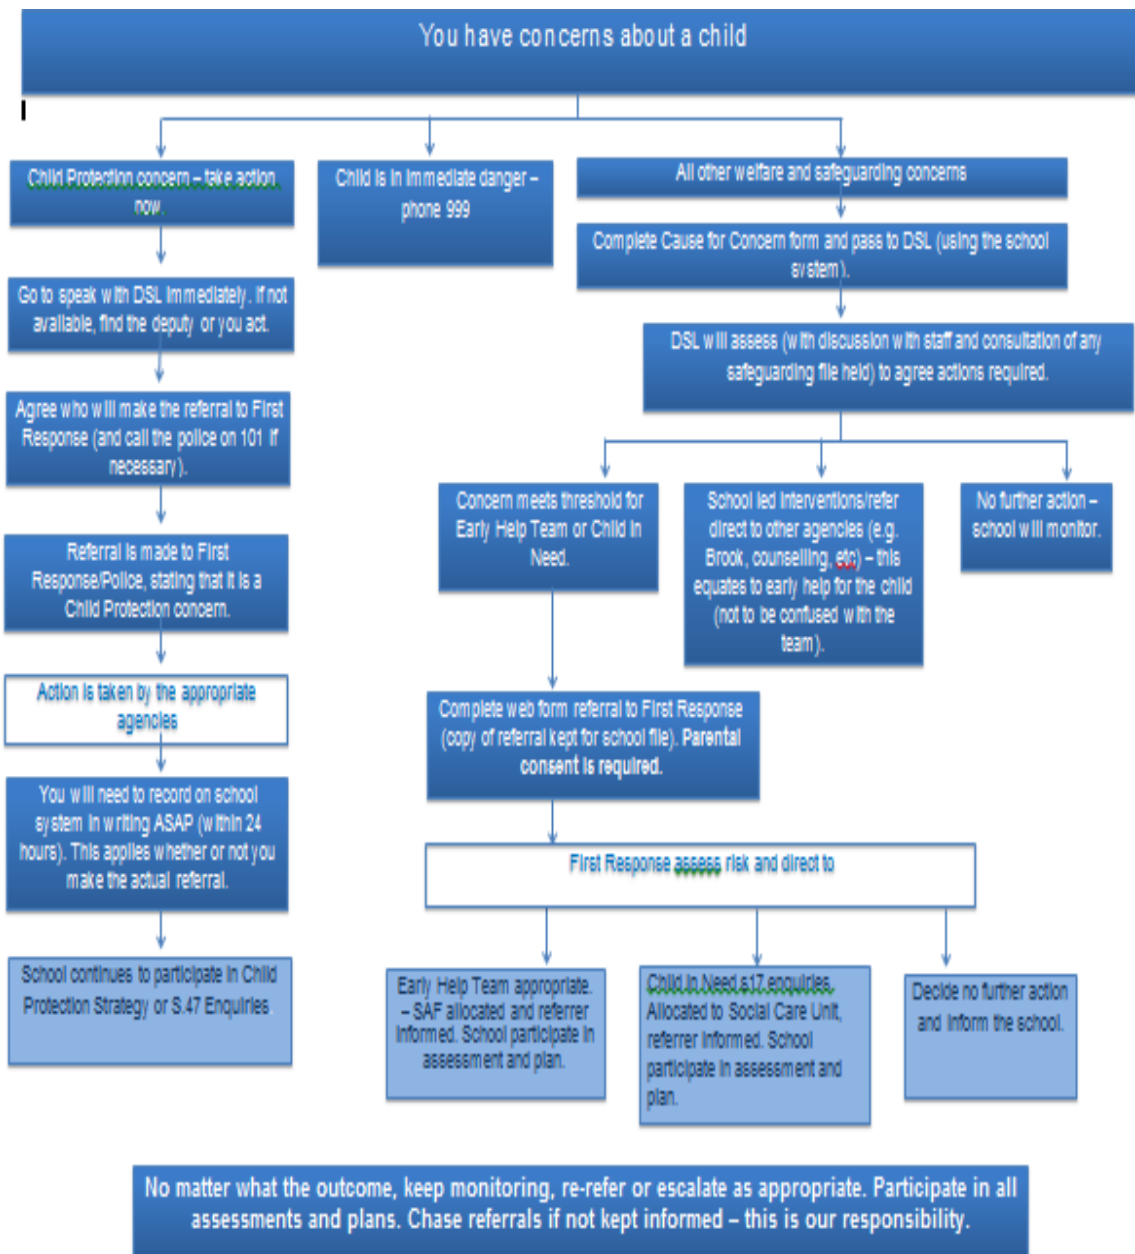 You have concerns about a child
Child Protection concern – take action
now.
Child is in immediate danger –
phone 999
All other welfare and safeguarding concerns
Complete Cause for Concern form and pass to DSL (using the school
system).
Go to speak with DSL immediately. If not
available, find the deputy or you act.
DSL will assess (with discussion with staff and consultation of any
safeguarding file held) to agree actions required.
Agree who will make the referral to First
Response (and call the police on 101 if
necessary).
Concern meets threshold for
Early Help Team or Child in
Need.
School led interventions/refer
direct to other agencies (e.g.
Brook, counselling, etc) – this
equates to early help for the child
(not to be confused with the
team).
No further action –
school will monitor.
Referral is made to First
Response/Police, stating that it is a
Child Protection concern.
Action is taken by the appropriate
agencies
Complete web form referral to First Response
(copy of referral kept for school file). Parental
consent is required.
You will need to record on school
system in writing ASAP (within 24
hours). This applies whether or not you
make the actual referral.
First Response assess risk and direct to
School continues to participate in Child
Protection Strategy or S.47 Enquiries.
Early Help Team appropriate.
– SAF allocated and referrer
informed. School participate in
assessment and plan.
Child in Need s17 enquiries.
Allocated to Social Care Unit,
referrer informed. School
participate in assessment and
plan.
Decide no further action
and inform the school.
No matter what the outcome, keep monitoring, re-refer or escalate as appropriate. Participate in all
assessments and plans. Chase referrals if not kept informed – this is our responsibility.